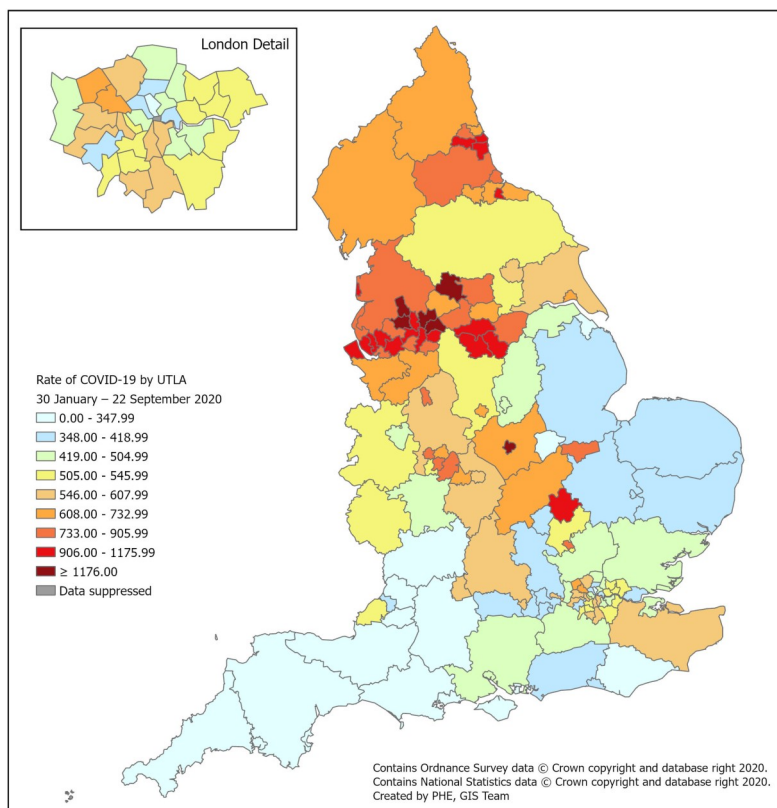 London Detail
Rate of COVID-19 by UTLA
30 January – 22 September 2020
0.00 - 347.99
348.00 - 418.99
419.00 - 504.99
505.00 - 545.99
546.00 - 607.99
608.00 - 732.99
733.00 - 905.99
906.00 - 1175.99
≥ 1176.00
Data suppressed
Contains Ordnance Survey data © Crown copyright and database right 2020.
Contains National Statistics data © Crown copyright and database right 2020.
Created by PHE, GIS Team